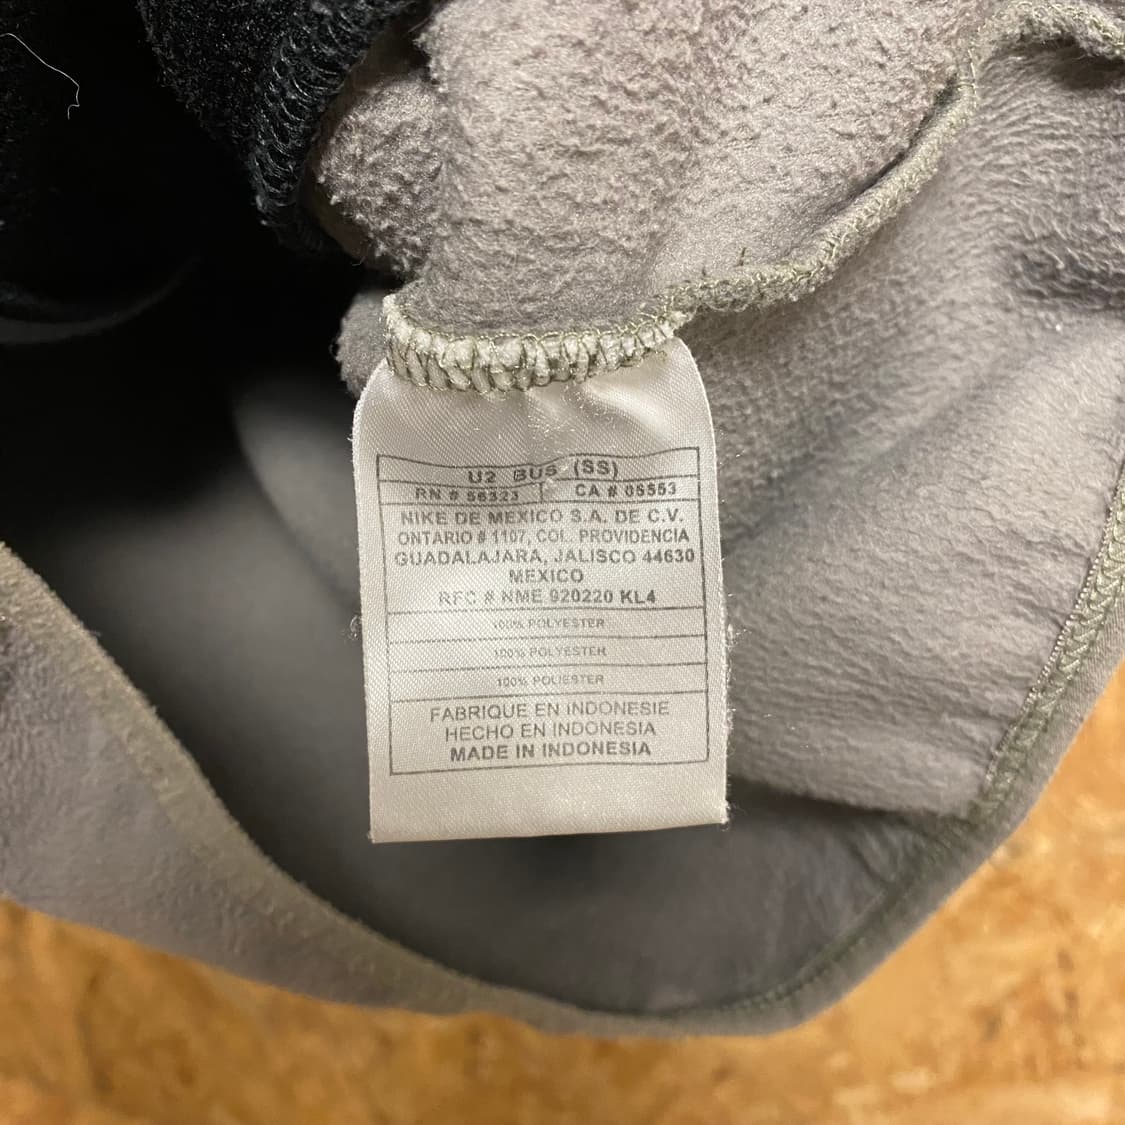 U2 BUS (SS)
RN # 56323 CA # 05553
NIKE DE MEXICO S.A. DE C.V.
ONTARIO # 1107, COL. PROVIDENCIA
GUADALAJARA, JALISCO 44630
MEXICO
RFC # NME 920220 KL4
100% POLYESTER
100% POLYESTER
100% POLIESTER
FABRIQUE EN INDONESIE
HECHO EN INDONESIA
MADE IN INDONESIA